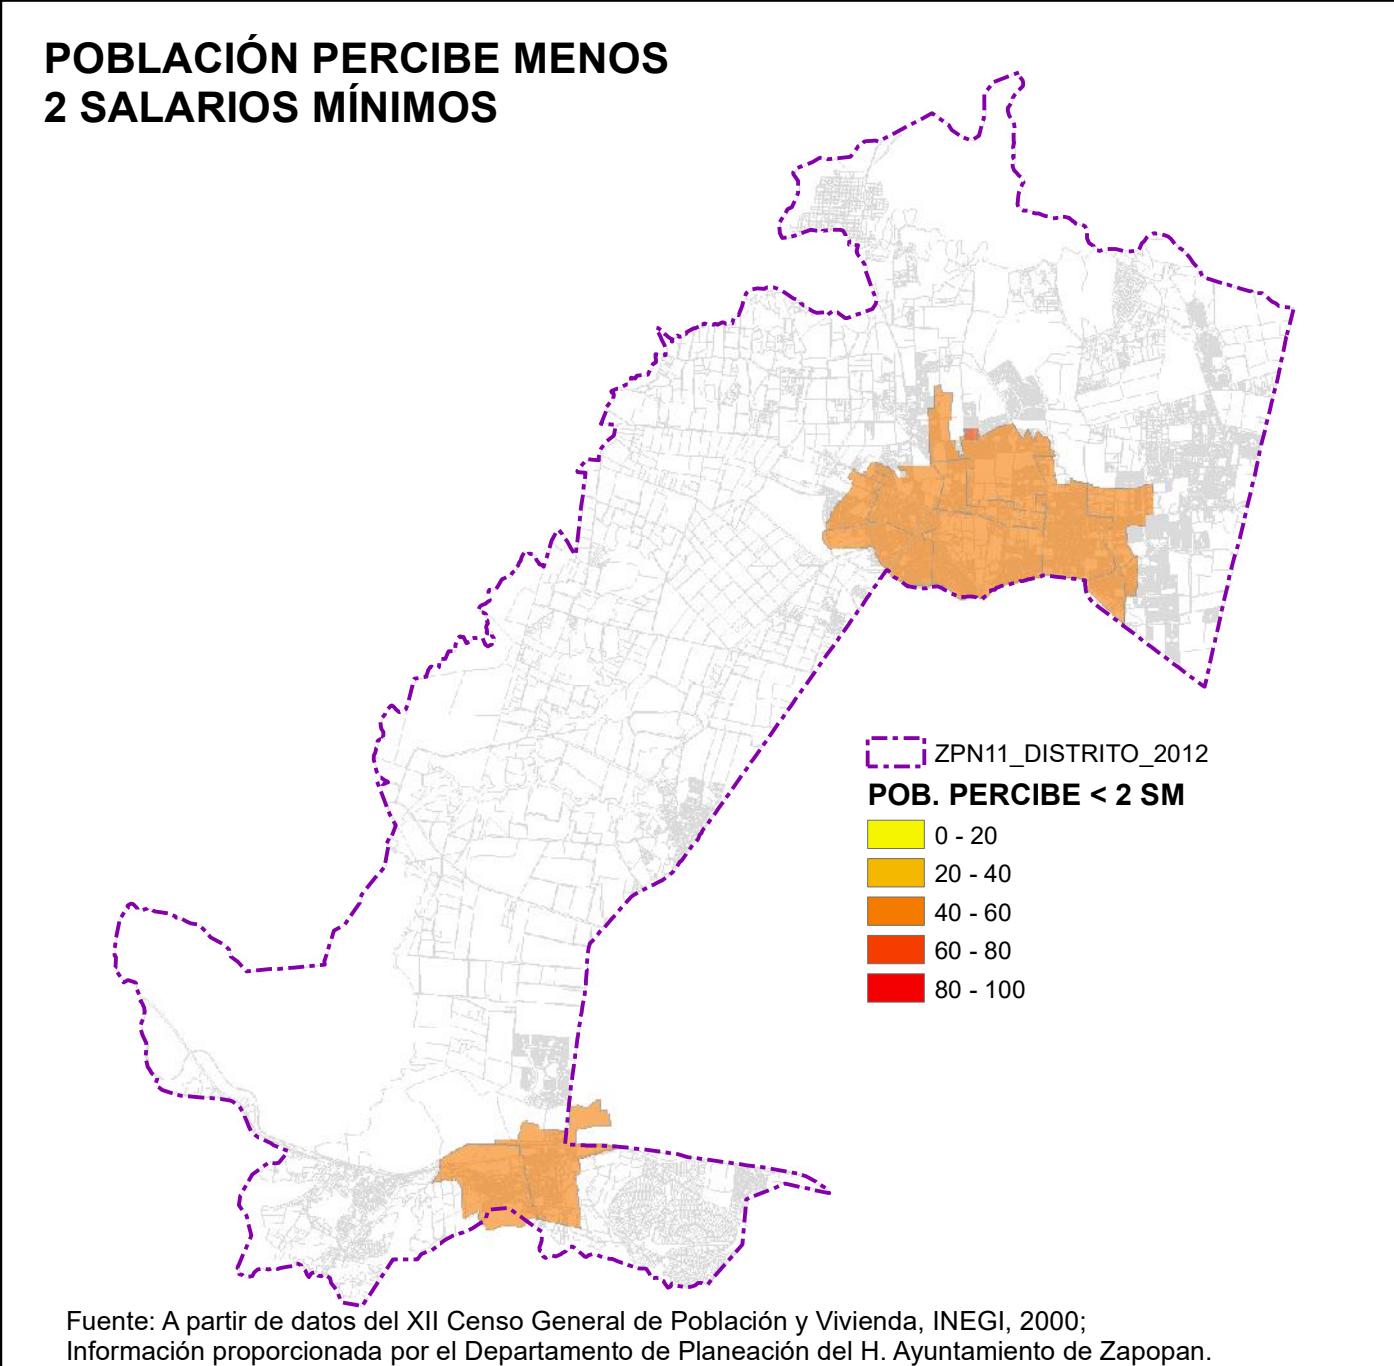 POBLACIÓN PERCIBE MENOS
2 SALARIOS MÍNIMOS
ZPN11_DISTRITO_2012
POB. PERCIBE < 2 SM
0 - 20
20 - 40
40 - 60
60 - 80
80 - 100
Fuente: A partir de datos del XII Censo General de Población y Vivienda, INEGI, 2000;
Información proporcionada por el Departamento de Planeación del H. Ayuntamiento de Zapopan.